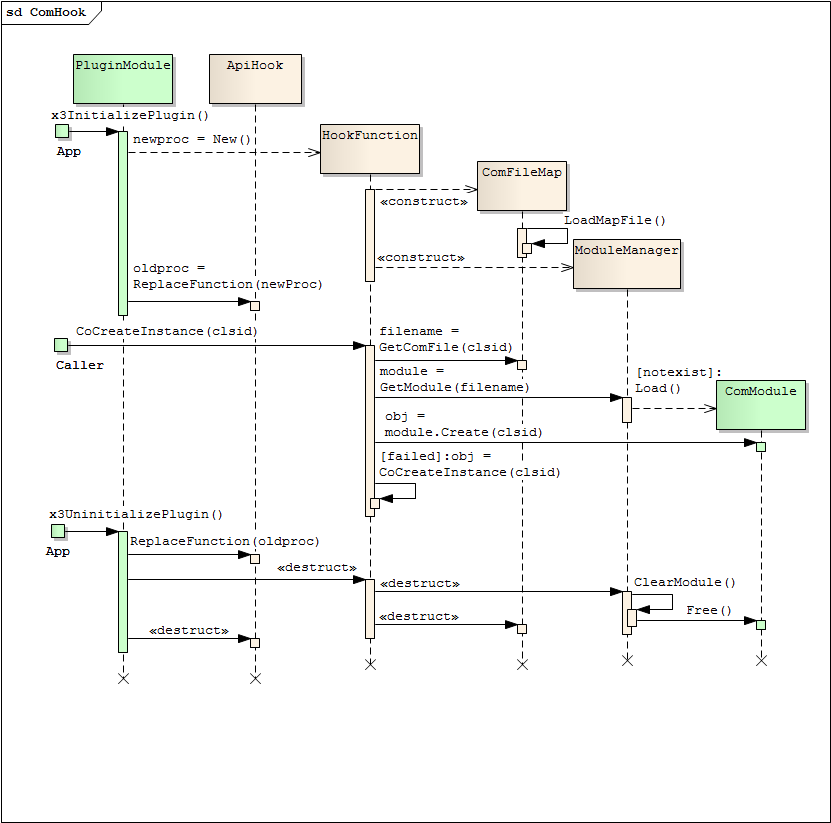 sd ComHook
PluginModule
ApiHook
x3InitializePlugin()
App
newproc = New()
HookFunction
ComFileMap
«construct»
LoadMapFile()
ModuleManager
«construct»
oldproc =
ReplaceFunction(newProc)
CoCreateInstance(clsid)
Caller
filename =
GetComFile(clsid)
module =
GetModule(filename)
[notexist]:
Load()
ComModule
obj =
module.Create(clsid)
[failed]:obj =
CoCreateInstance(clsid)
x3UninitializePlugin()
App
ReplaceFunction(oldproc)
«destruct»
«destruct»
ClearModule()
Free()
«destruct»
«destruct»